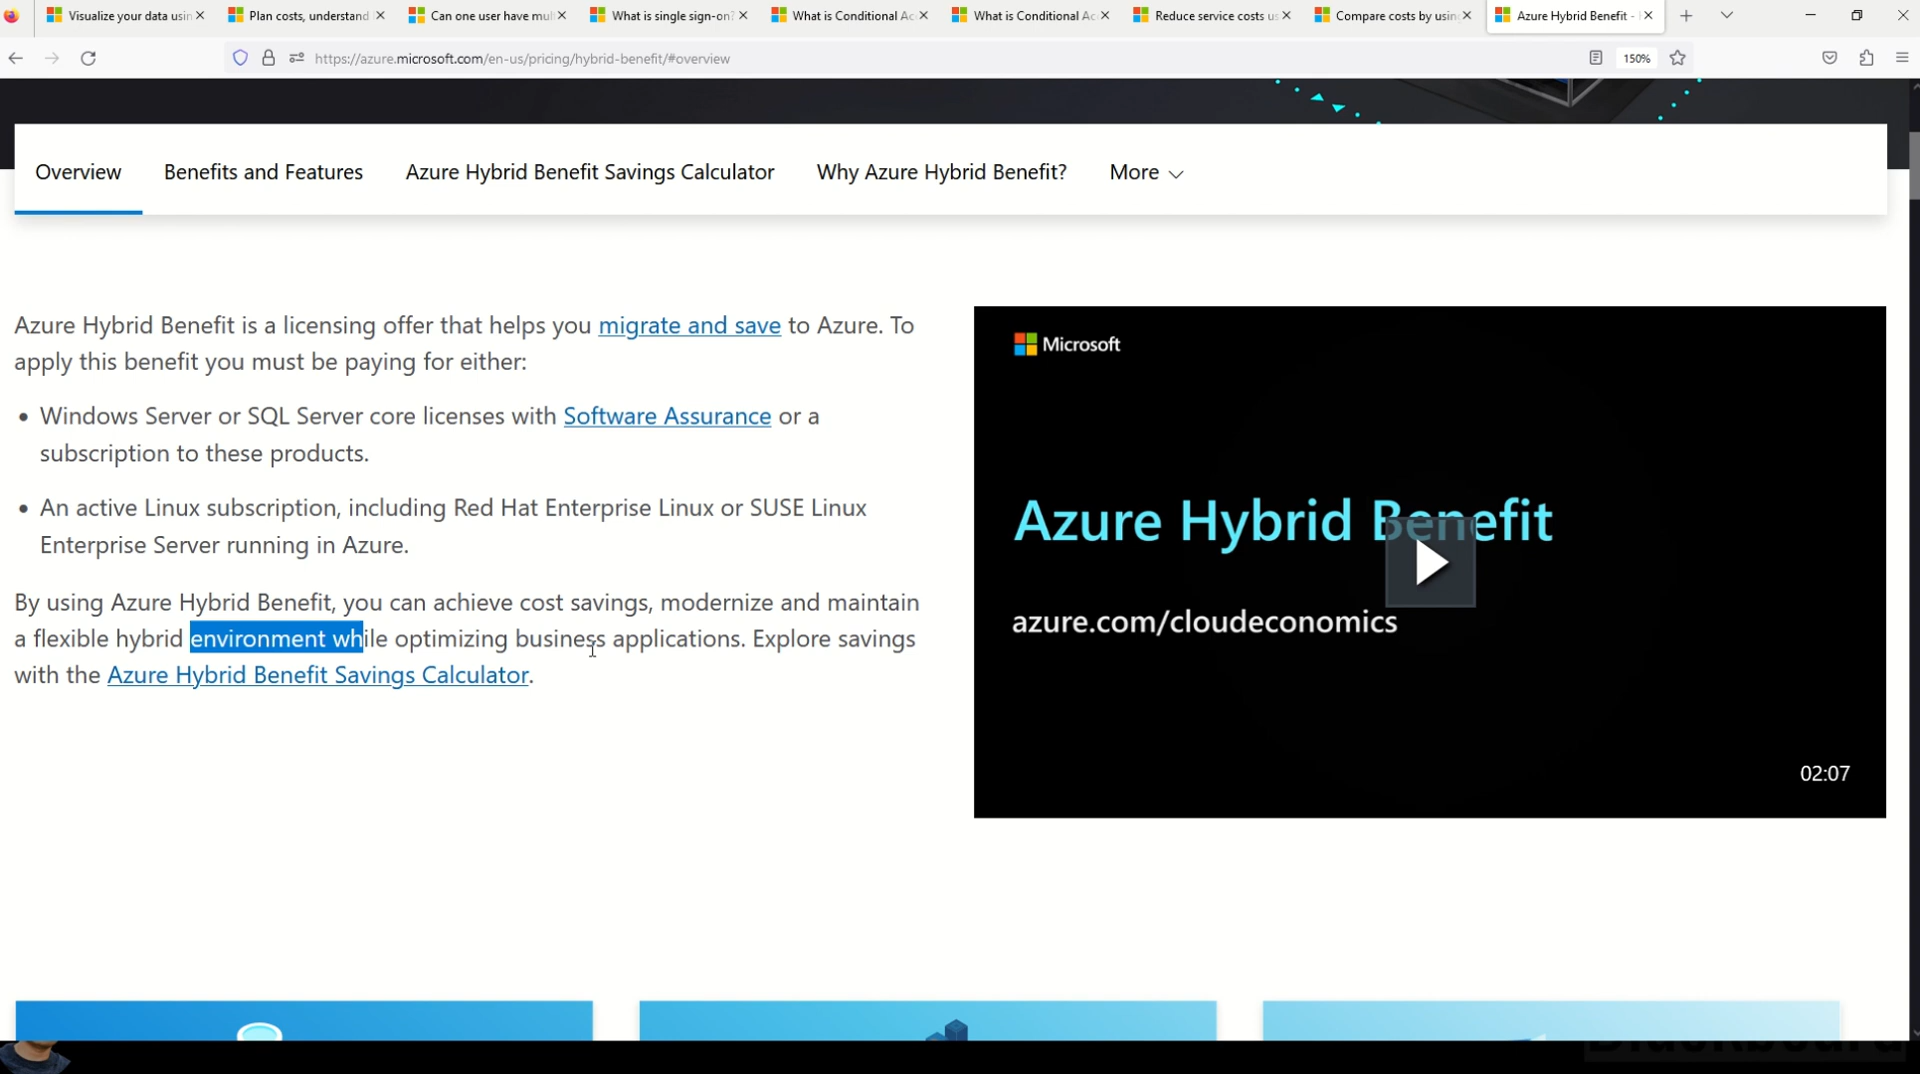 Visualize your data usin
Plan costs, understand
Can one user have mul
What is single sign-on?
What is Conditional Ac
What is Conditional Ac
Reduce service costs us
Compare costs by usin
Azure Hybrid Benefit -
https://azure.microsoft.com/en-us/pricing/hybrid-benefit/#overview
150%
Overview
Benefits and Features
Azure Hybrid Benefit Savings Calculator
Why Azure Hybrid Benefit?
More
Azure Hybrid Benefit is a licensing offer that helps you migrate and save to Azure. To
apply this benefit you must be paying for either:
• Windows Server or SQL Server core licenses with Software Assurance or a
subscription to these products.
• An active Linux subscription, including Red Hat Enterprise Linux or SUSE Linux
Enterprise Server running in Azure.
By using Azure Hybrid Benefit, you can achieve cost savings, modernize and maintain
a flexible hybrid environment while optimizing business applications. Explore savings
with the Azure Hybrid Benefit Savings Calculator.
Microsoft
Azure Hybrid Benefit
azure.com/cloudeconomics
02:07